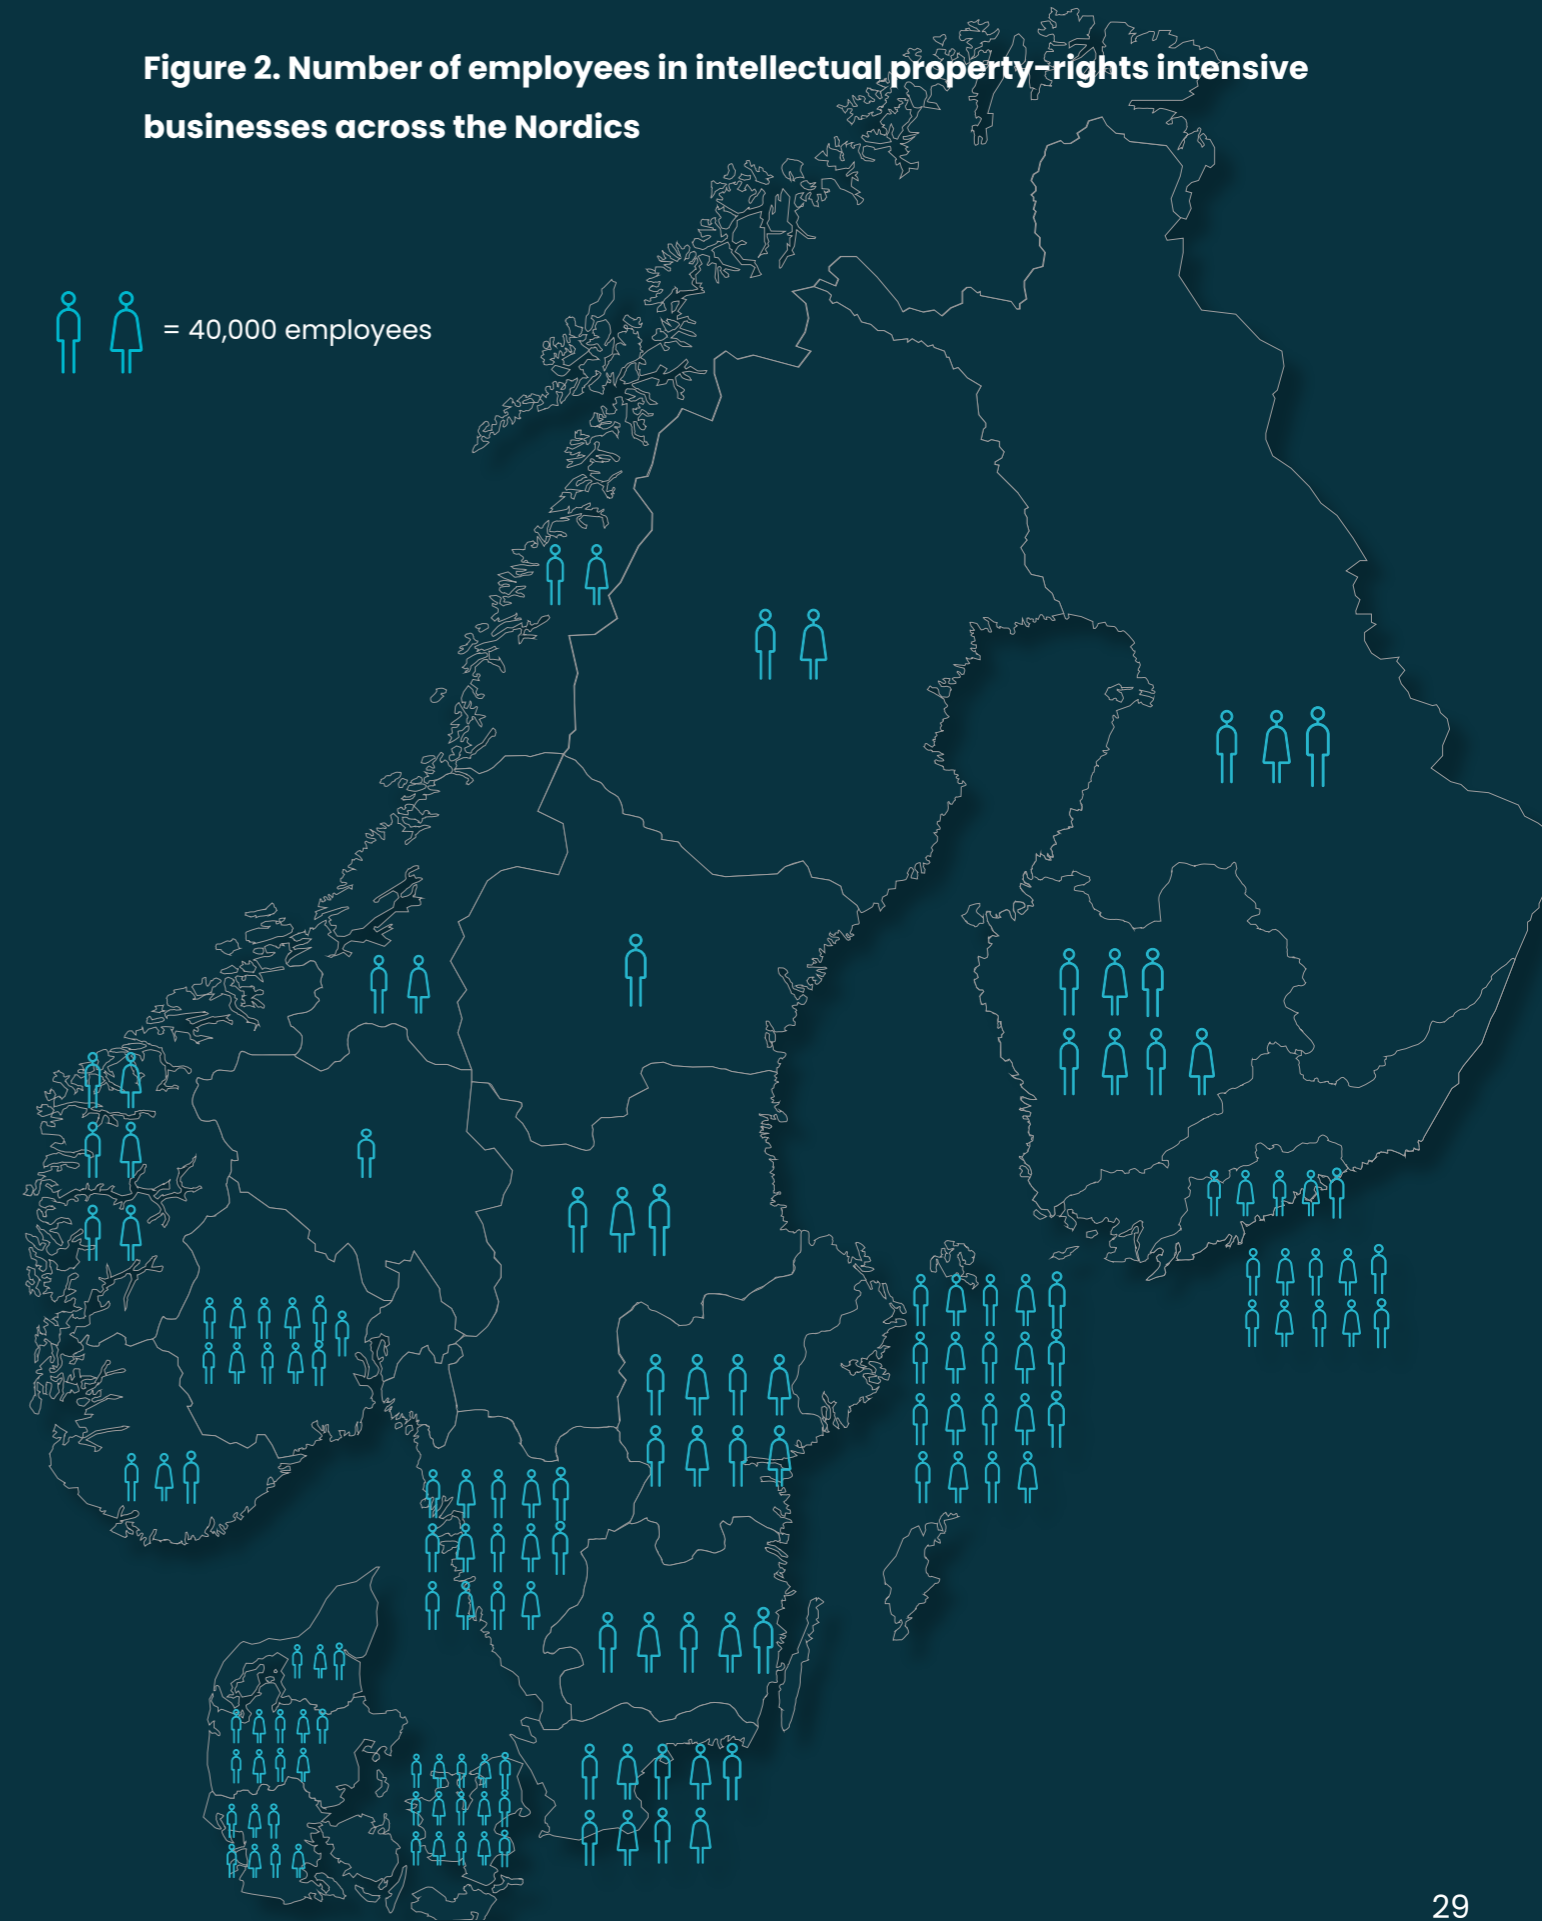 Figure 2. Number of employees in intellectual property-rights intensive
businesses across the Nordics
= 40,000 employees
29